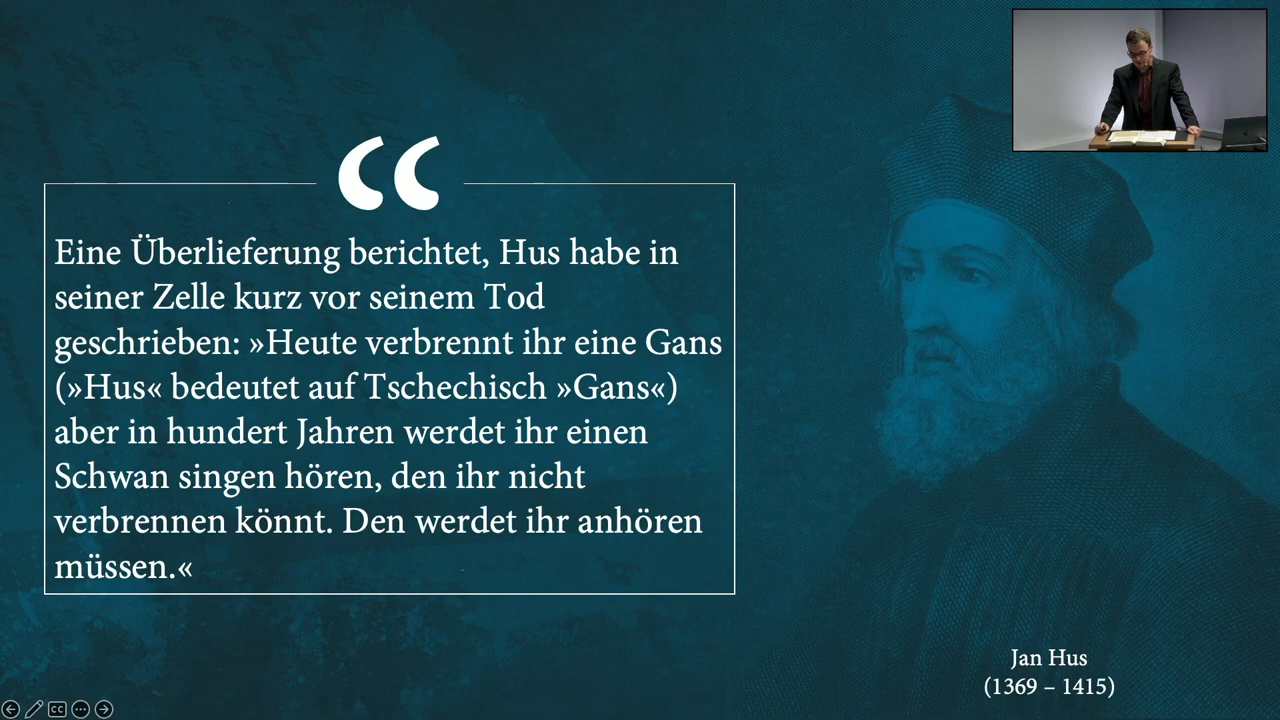 Eine Überlieferung berichtet, Hus habe in
seiner Zelle kurz vor seinem Tod
geschrieben: »Heute verbrennt ihr eine Gans
(»Hus« bedeutet auf Tschechisch »Gans«)
aber in hundert Jahren werdet ihr einen
Schwan singen hören, den ihr nicht
verbrennen könnt. Den werdet ihr anhören
müssen.«
Jan Hus
(1369 – 1415)
CC